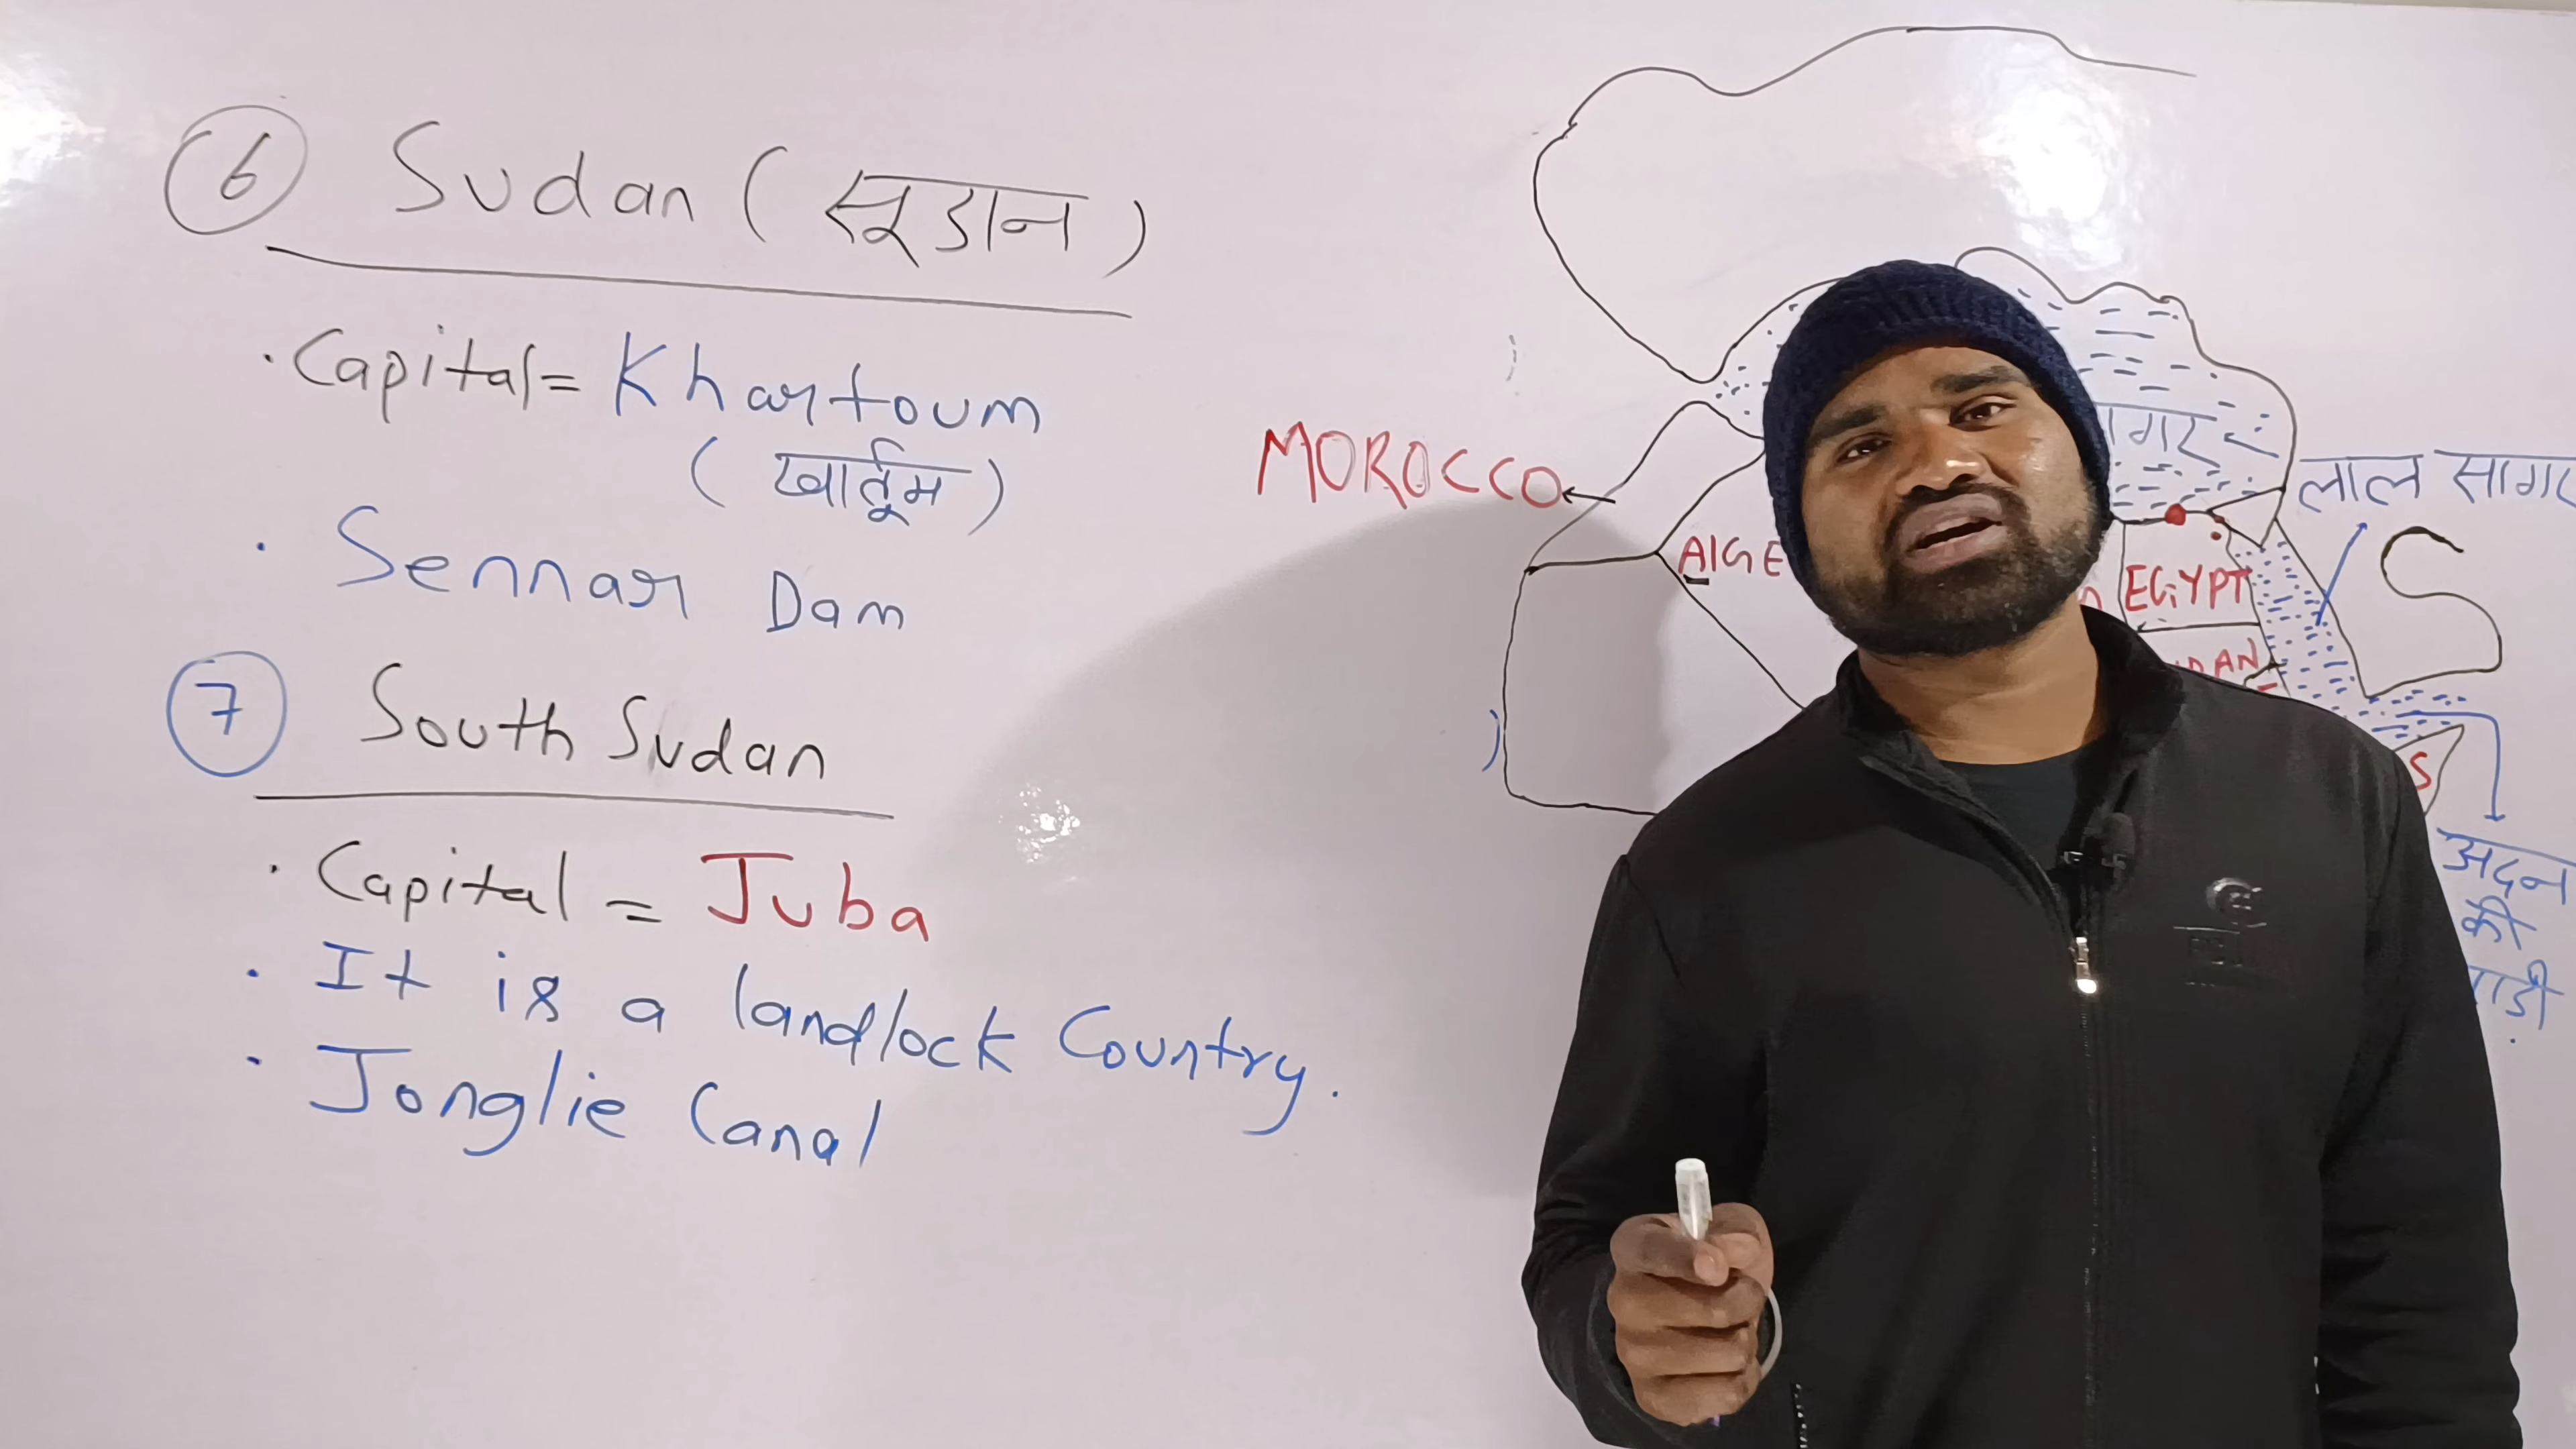 6 Sudan (सूडान)
· Capital = Khartoum
(खार्तूम)
· Sennar Dam
7 South Sudan
· Capital = Juba
· It is a landlock Country.
· Jonglie Canal
MOROCCO
AlGE
गर
EGYPT
DAN
लाल सागर
S
अदन
की
ाड़ी